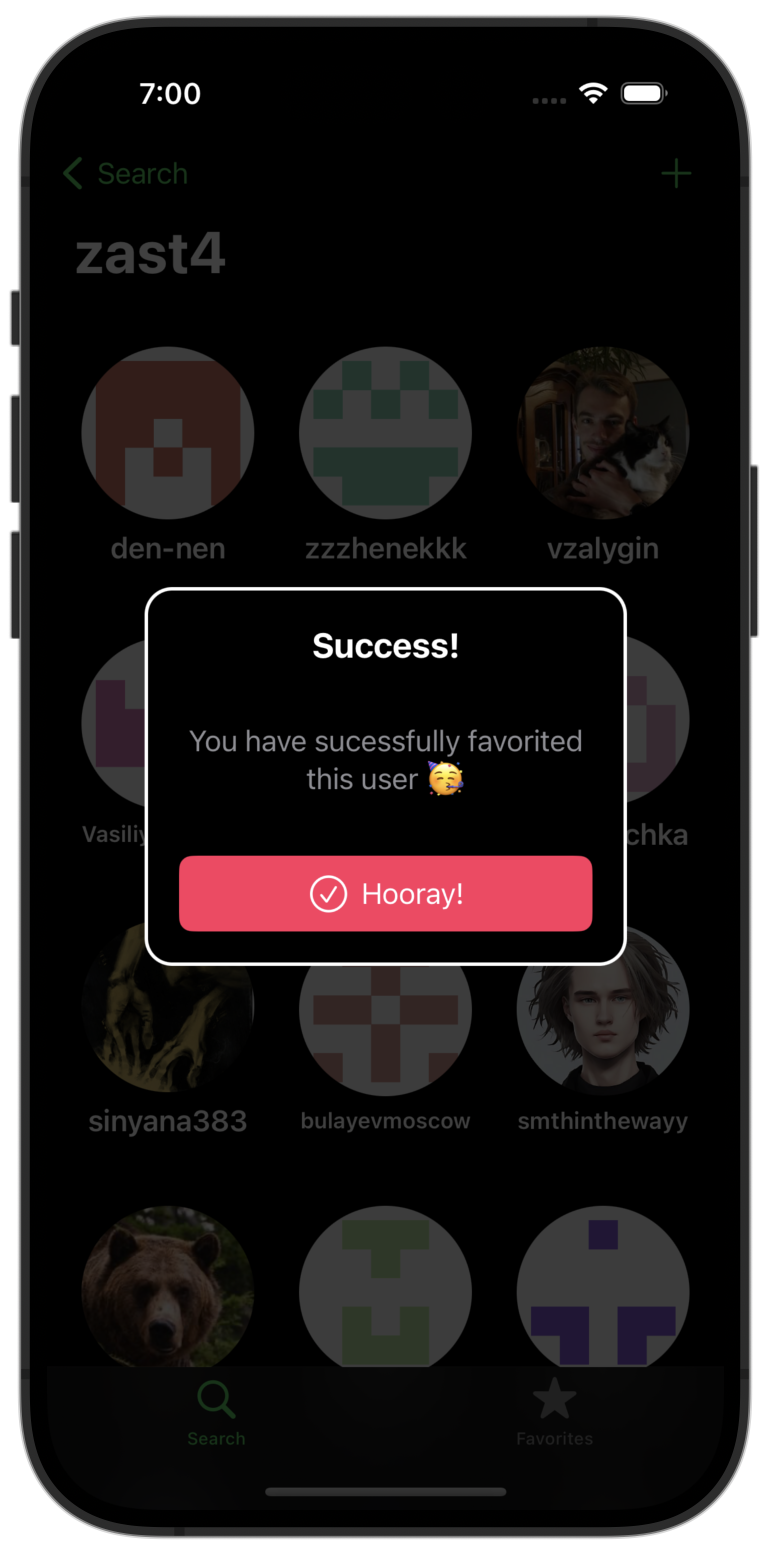 7:00
Search
zast4
den-nen zzzhenekkk vzalygin
Success!
You have sucessfully favorited
this user 🥳
Vasiliy chka
Hooray!
sinyana383 bulayevmoscow smthinthewayy
Search Favorites